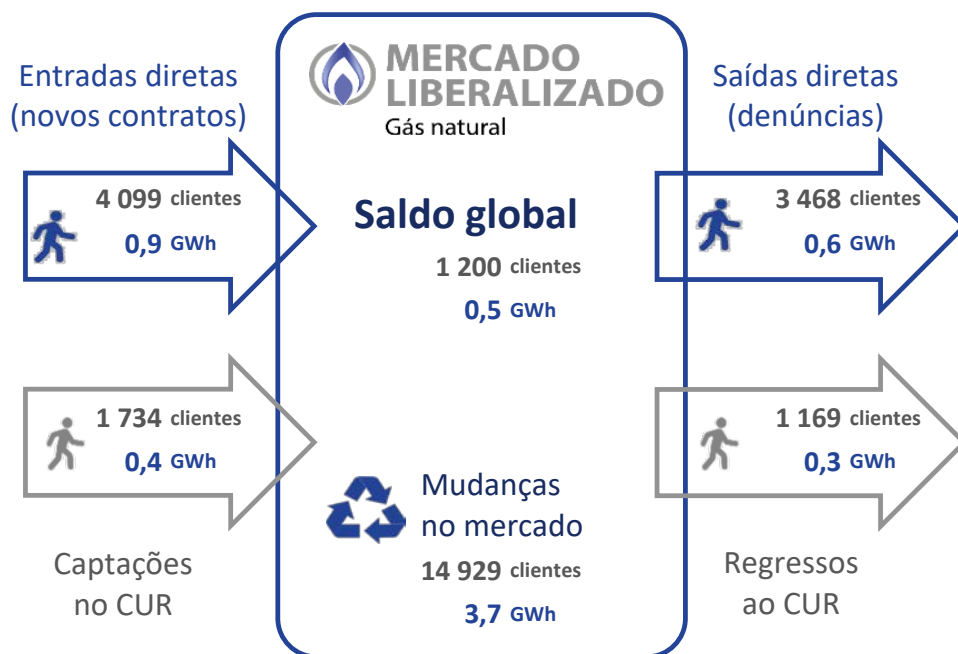 MERCADO
LIBERALIZADO
Gás natural
Entradas diretas
(novos contratos)
4 099 clientes
0,9 GWh
Saldo global
1 200 clientes
0,5 GWh
Saídas diretas
(denúncias)
3 468 clientes
0,6 GWh
1 734 clientes
0,4 GWh
Captações
no CUR
Mudanças
no mercado
14 929 clientes
3,7 GWh
1 169 clientes
0,3 GWh
Regressos
ao CUR